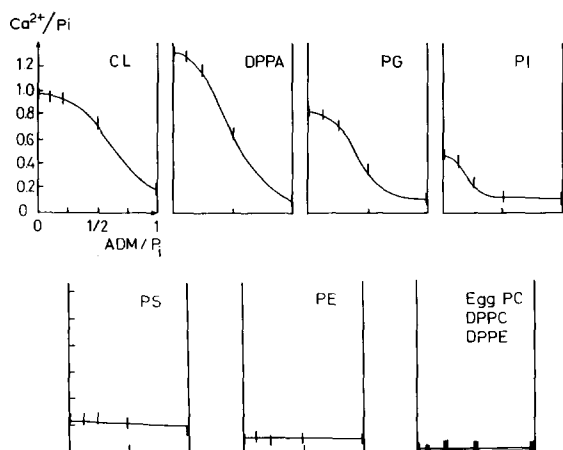 Ca²⁺/Pi
CL
DPPA
PG
PI
1.2
1.0
0.8
0.6
0.4
0.2
0
1/2
1
ADM/Pi
PS
PE
Egg PC
DPPC
DPPE